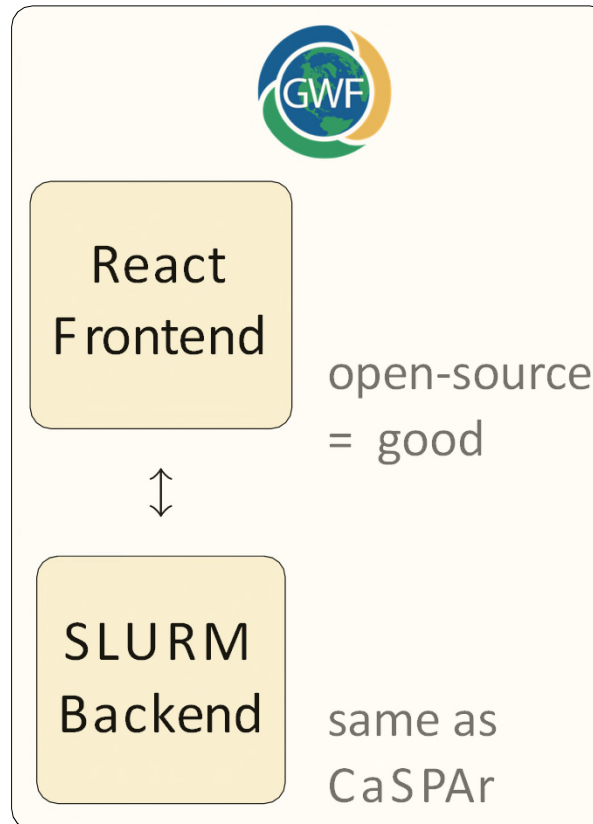 GWF
React
Frontend
open-source
= good
SLURM
Backend
same as
CaSPAr